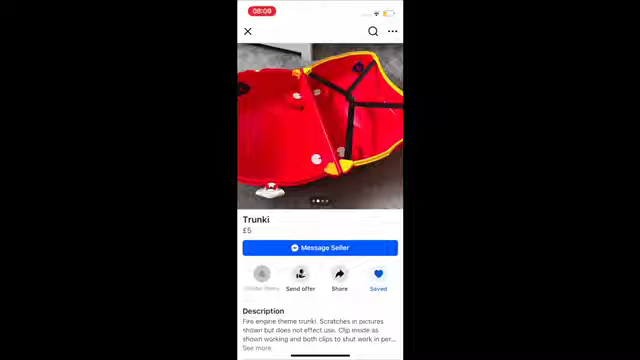 08:09
Trunki
£5
Message Seller
Send offer
Share
Saved
Description
Fire engine theme trunki. Scratches in pictures
shown but does not effect use. Clip inside as
shown working and both clips to shut work in per...
See more